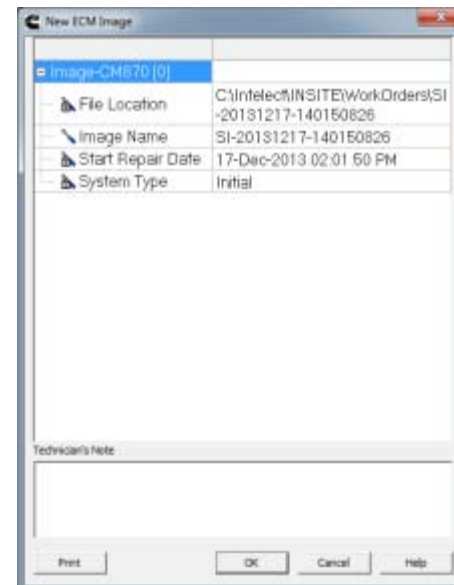 New ECM Image
Image-CM870 [0]
File Location
C:\Intelect\INSITE\WorkOrders\SI
-20131217-140150826
Image Name
SI-20131217-140150826
Start Repair Date
17-Dec-2013 02:01:50 PM
System Type
Initial
Technician's Note
Print
OK
Cancel
Help